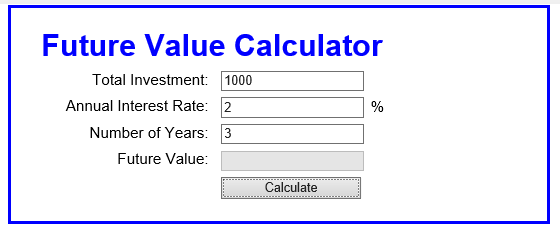 Future Value Calculator
Total Investment: 1000
Annual Interest Rate: 2 %
Number of Years: 3
Future Value:
Calculate